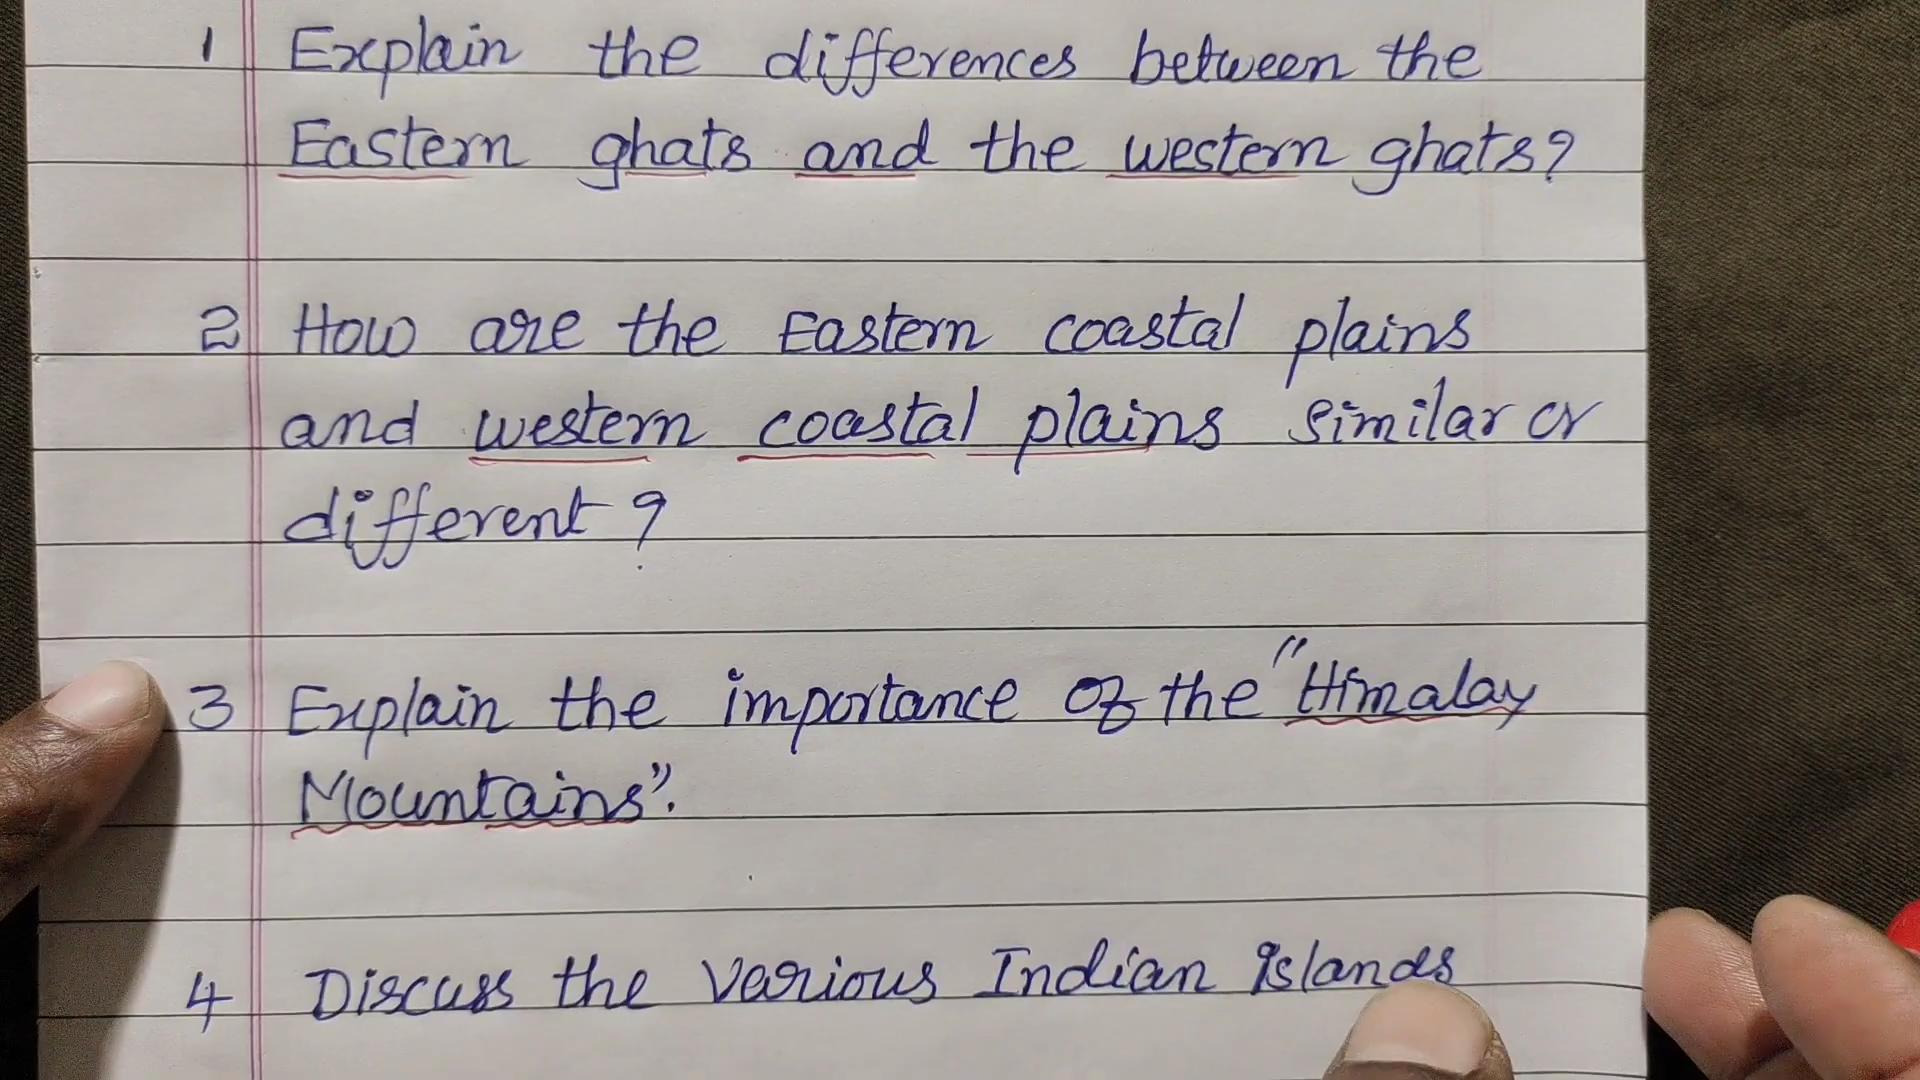 1 Explain the differences between the
Eastern ghats and the western ghats?
2 How are the Eastern coastal plains
and western coastal plains similar or
different?
3 Explain the importance of the "Himalay
Mountains".
4 Discuss the various Indian islands